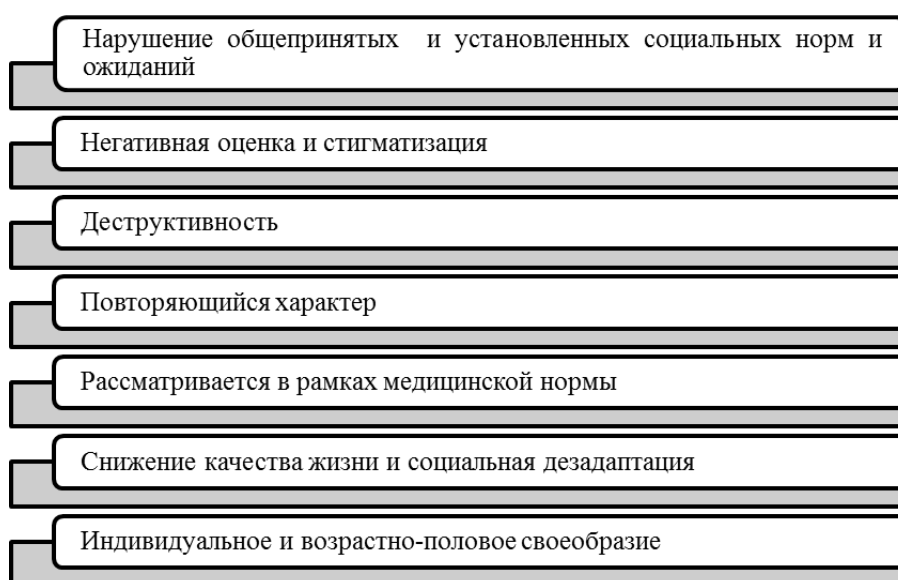 Нарушение общепринятых и установленных социальных норм и
ожиданий
Негативная оценка и стигматизация
Деструктивность
Повторяющийся характер
Рассматривается в рамках медицинской нормы
Снижение качества жизни и социальная дезадаптация
Индивидуальное и возрастно-половое своеобразие